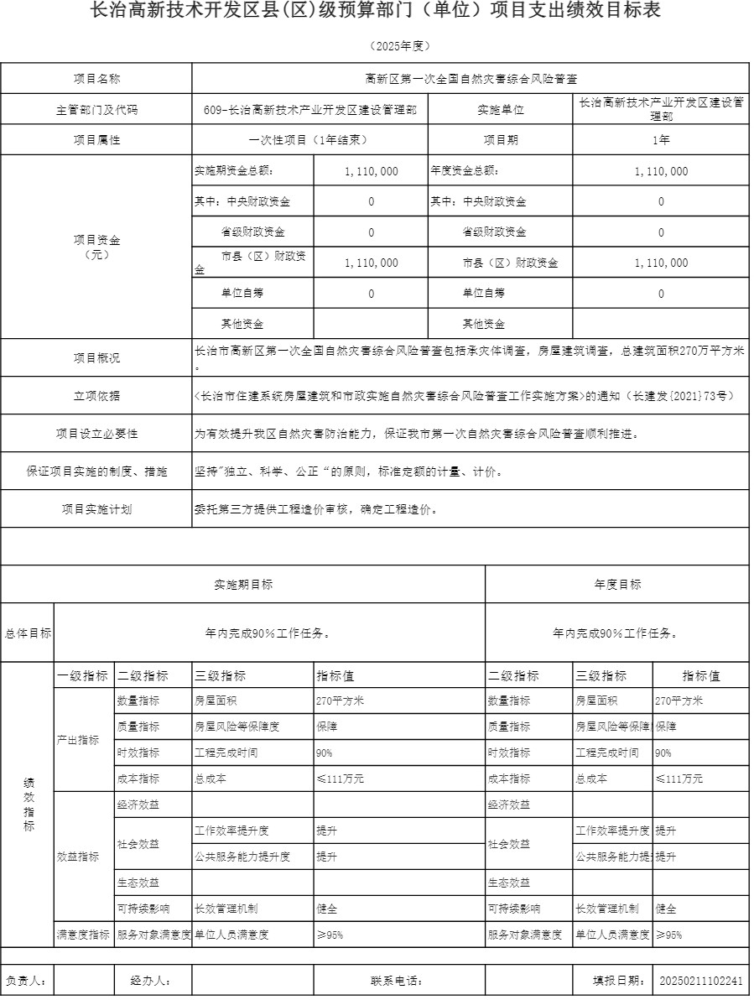 长治高新技术开发区县(区)级预算部门（单位）项目支出绩效目标表
（2025年度）
项目名称 高新区第一次全国自然灾害综合风险普查
主管部门及代码 609-长治高新技术产业开发区建设管理部 实施单位 长治高新技术产业开发区建设管
理部
项目属性 一次性项目（1年结束） 项目期 1年
项目资金
（元）
实施期资金总额: 1,110,000 年度资金总额: 1,110,000
其中: 中央财政资金 0 其中: 中央财政资金 0
省级财政资金 0 省级财政资金 0
市县（区）财政资
金 1,110,000 市县（区）财政资金 1,110,000
单位自筹 0 单位自筹 0
其他资金 其他资金
项目概况 长治市高新区第一次全国自然灾害综合风险普查包括承灾体调查，房屋建筑调查，总建筑面积270万平方米
。
立项依据 <长治市住建系统房屋建筑和市政实施自然灾害综合风险普查工作实施方案>的通知（长建发{2021}73号）
项目设立必要性 为有效提升我区自然灾害防治能力，保证我市第一次自然灾害综合风险普查顺利推进。
保证项目实施的制度、措施 坚持"独立、科学、公正“的原则，标准定额的计量、计价。
项目实施计划 委托第三方提供工程造价审核，确定工程造价。
实施期目标 年度目标
总体目标 年内完成90%工作任务。 年内完成90%工作任务。
绩
效
指
标
一级指标 二级指标 三级指标 指标值 二级指标 三级指标 指标值
产出指标 数量指标 房屋面积 270平方米 数量指标 房屋面积 270平方米
质量指标 房屋风险等保障度 保障 质量指标 房屋风险等保障 保障
时效指标 工程完成时间 90% 时效指标 工程完成时间 90%
成本指标 总成本 ≤111万元 成本指标 总成本 ≤111万元
效益指标 经济效益 经济效益
社会效益 工作效率提升度 提升 社会效益 工作效率提升度 提升
公共服务能力提升度 提升 公共服务能力提 提升
生态效益 生态效益
可持续影响 长效管理机制 健全 可持续影响 长效管理机制 健全
满意度指标 服务对象满意度 单位人员满意度 ≥95% 服务对象满意度 单位人员满意度 ≥95%
负责人: 经办人: 联系电话: 填报日期: 20250211102241